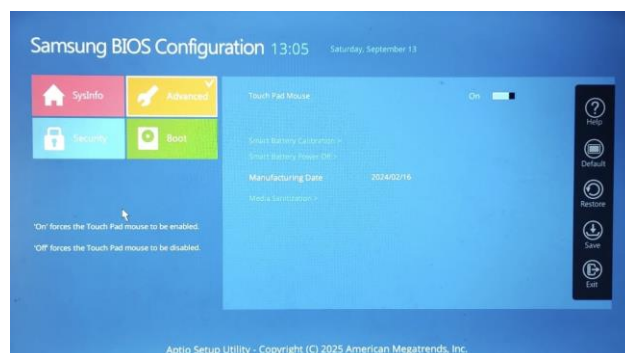 Samsung BIOS Configuration 13:05 Saturday, September 13
SysInfo
Advanced
Security
Boot
Touch Pad Mouse On
Smart Battery Calibration >
Smart Battery Power Off >
Manufacturing Date 2024/02/16
Media Sanitization >
'On' forces the Touch Pad mouse to be enabled.
'Off' forces the Touch Pad mouse to be disabled.
Help
Default
Restore
Save
Exit
Aptio Setup Utility - Copyright (C) 2025 American Megatrends, Inc.